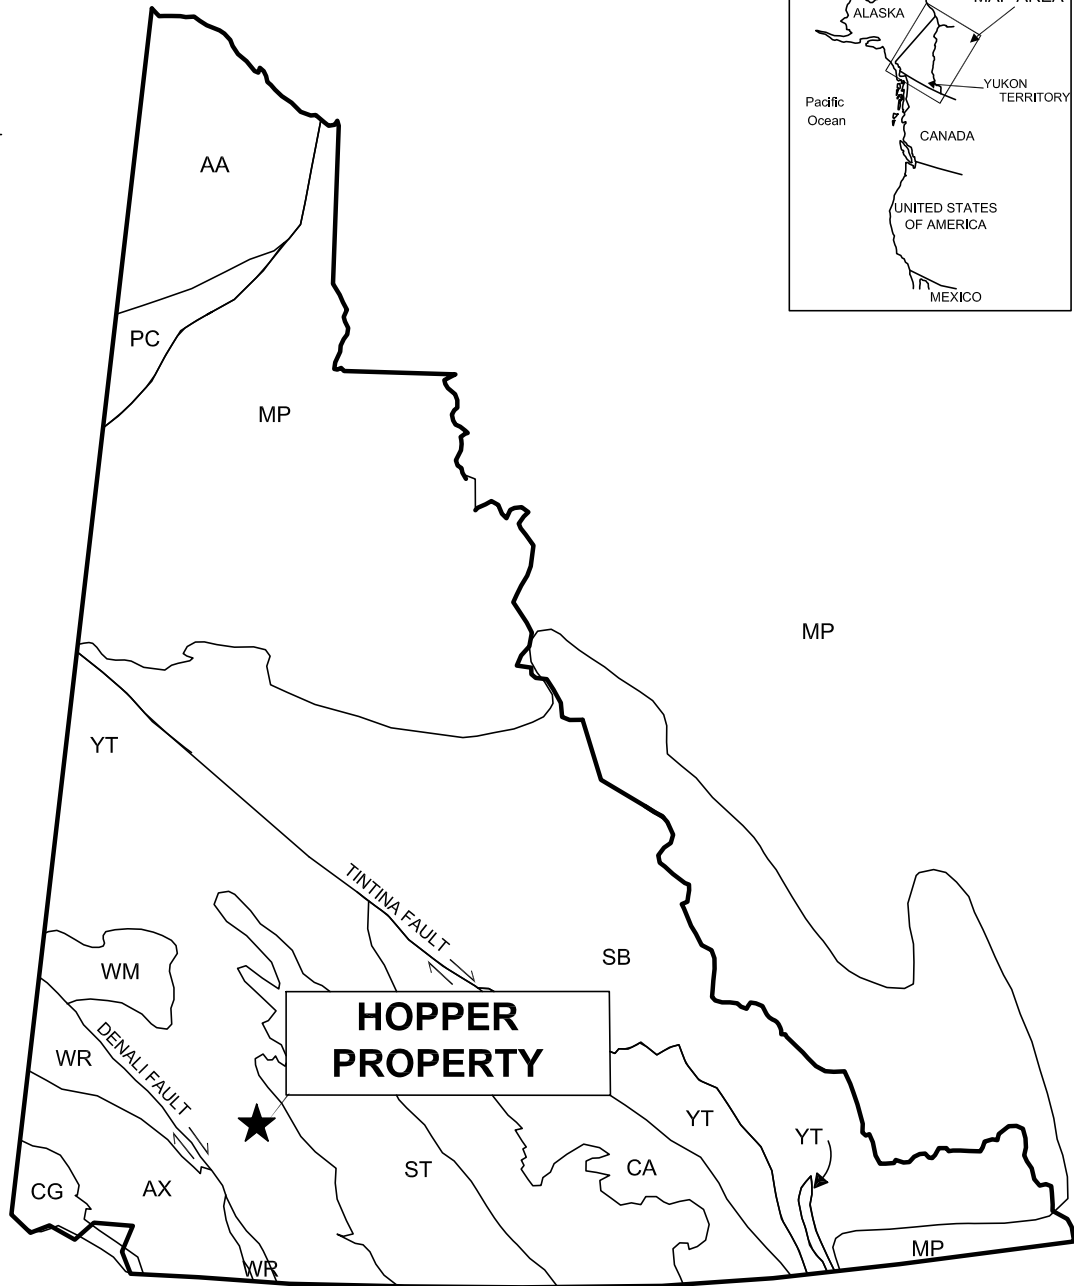 ALASKA
MAP AREA
YUKON
TERRITORY
Pacific
Ocean
CANADA
UNITED STATES
OF AMERICA
MEXICO
AA
PC
MP
MP
YT
TINTINA FAULT
SB
WM
HOPPER
PROPERTY
DENALI FAULT
WR
YT
YT
ST
CA
CG
AX
MP
WR